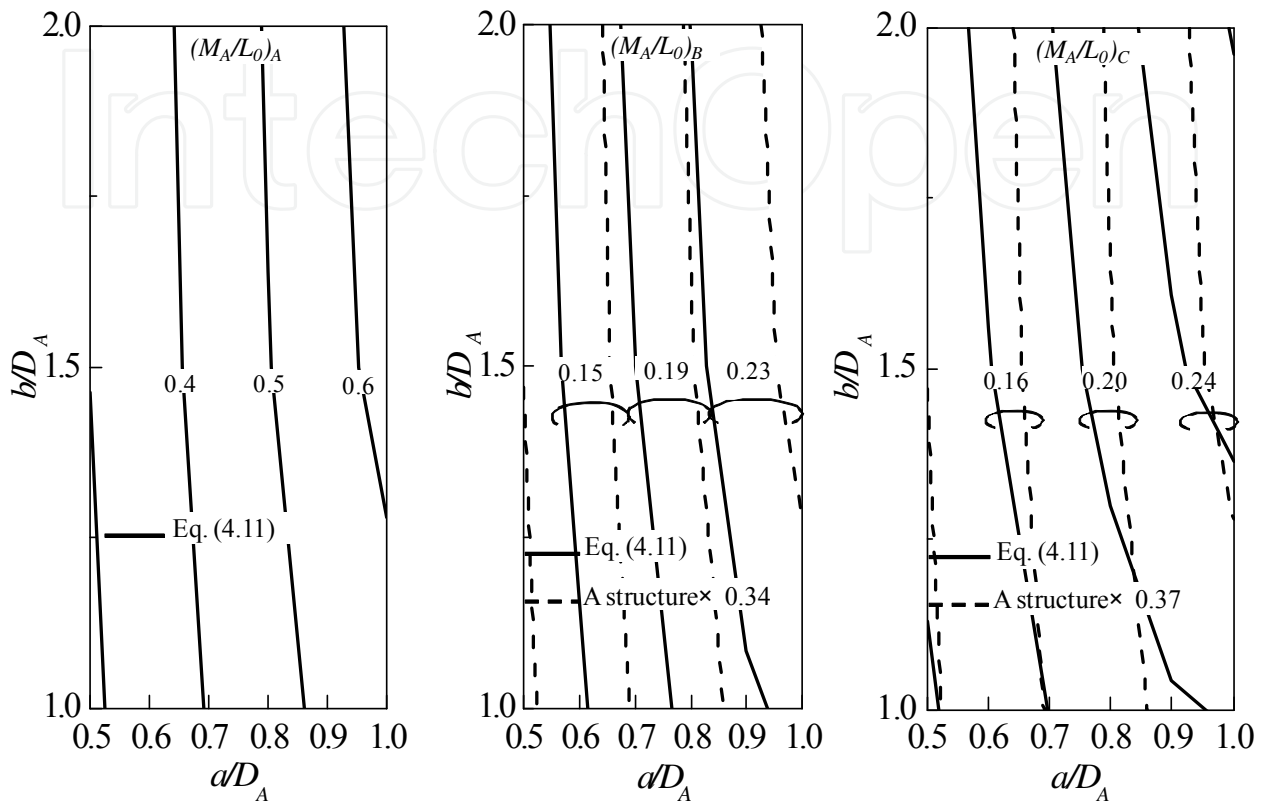 IntechOpen
2.0
1.5
1.0
b/D_A
(M_A/L_0)_A
0.4 0.5 0.6
Eq. (4.11)
0.5 0.6 0.7 0.8 0.9 1.0
a/D_A
2.0
1.5
1.0
b/D_A
(M_A/L_0)_B
0.15 0.19 0.23
Eq. (4.11)
A structure× 0.34
0.5 0.6 0.7 0.8 0.9 1.0
a/D_A
2.0
1.5
1.0
b/D_A
(M_A/L_0)_C
0.16 0.20 0.24
Eq. (4.11)
A structure× 0.37
0.5 0.6 0.7 0.8 0.9 1.0
a/D_A